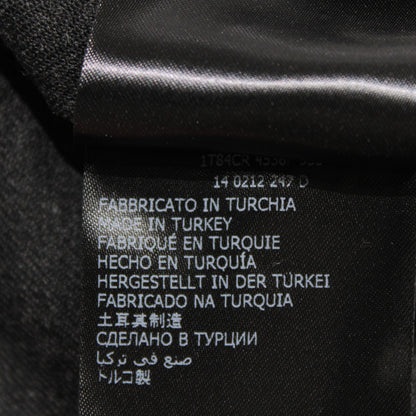 14 0212 247 D
FABBRICATO IN TURCHIA
MADE IN TURKEY
FABRIQUÉ EN TURQUIE
HECHO EN TURQUÍA
HERGESTELLT IN DER TÜRKEI
FABRICADO NA TURQUIA
土耳其制造
СДЕЛАНО В ТУРЦИИ
صنع في تركيا
トルコ製